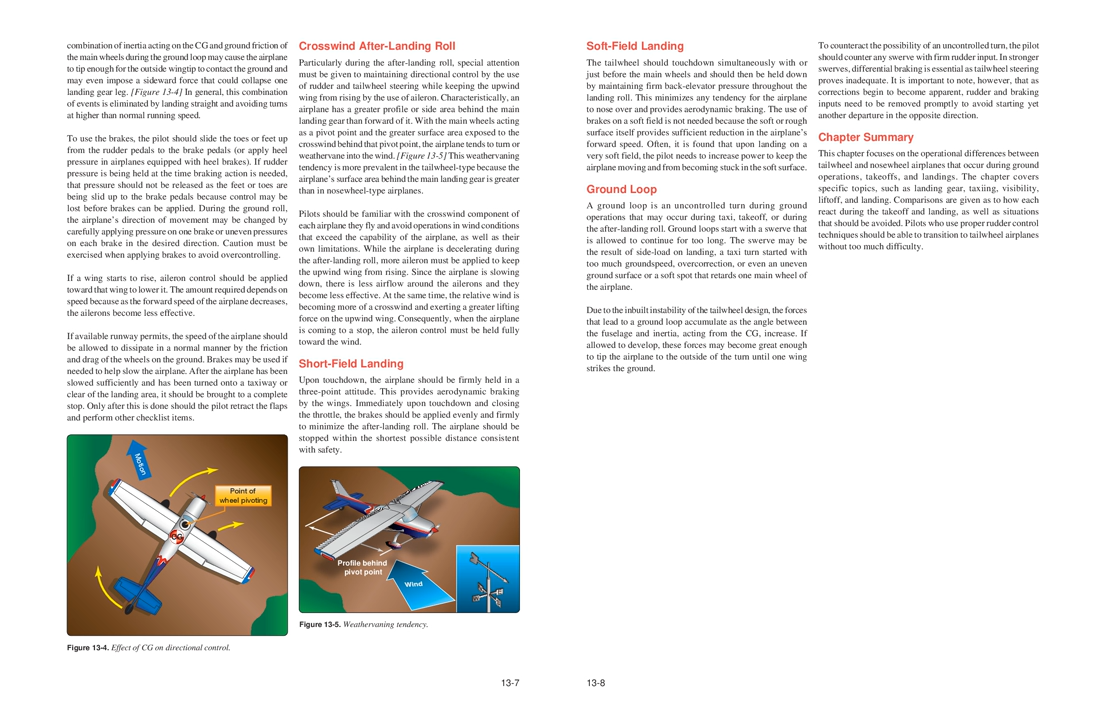 combination of inertia acting on the CG and ground friction of
the main wheels during the ground loop may cause the airplane
to tip enough for the outside wingtip to contact the ground and
may even impose a sideward force that could collapse one
landing gear leg. [Figure 13-4] In general, this combination
of events is eliminated by landing straight and avoiding turns
at higher than normal running speed.
To use the brakes, the pilot should slide the toes or feet up
from the rudder pedals to the brake pedals (or apply heel
pressure in airplanes equipped with heel brakes). If rudder
pressure is being held at the time braking action is needed,
that pressure should not be released as the feet or toes are
being slid up to the brake pedals because control may be
lost before brakes can be applied. During the ground roll,
the airplane's direction of movement may be changed by
carefully applying pressure on one brake or uneven pressures
on each brake in the desired direction. Caution must be
exercised when applying brakes to avoid overcontrolling.
If a wing starts to rise, aileron control should be applied
toward that wing to lower it. The amount required depends on
speed because as the forward speed of the airplane decreases,
the ailerons become less effective.
If available runway permits, the speed of the airplane should
be allowed to dissipate in a normal manner by the friction
and drag of the wheels on the ground. Brakes may be used if
needed to help slow the airplane. After the airplane has been
slowed sufficiently and has been turned onto a taxiway or
clear of the landing area, it should be brought to a complete
stop. Only after this is done should the pilot retract the flaps
and perform other checklist items.
Motion
Point of
wheel pivoting
CG
Figure 13-4. Effect of CG on directional control.
Crosswind After-Landing Roll
Particularly during the after-landing roll, special attention
must be given to maintaining directional control by the use
of rudder and tailwheel steering while keeping the upwind
wing from rising by the use of aileron. Characteristically, an
airplane has a greater profile or side area behind the main
landing gear than forward of it. With the main wheels acting
as a pivot point and the greater surface area exposed to the
crosswind behind that pivot point, the airplane tends to turn or
weathervane into the wind. [Figure 13-5] This weathervaning
tendency is more prevalent in the tailwheel-type because the
airplane's surface area behind the main landing gear is greater
than in nosewheel-type airplanes.
Pilots should be familiar with the crosswind component of
each airplane they fly and avoid operations in wind conditions
that exceed the capability of the airplane, as well as their
own limitations. While the airplane is decelerating during
the after-landing roll, more aileron must be applied to keep
the upwind wing from rising. Since the airplane is slowing
down, there is less airflow around the ailerons and they
become less effective. At the same time, the relative wind is
becoming more of a crosswind and exerting a greater lifting
force on the upwind wing. Consequently, when the airplane
is coming to a stop, the aileron control must be held fully
toward the wind.
Short-Field Landing
Upon touchdown, the airplane should be firmly held in a
three-point attitude. This provides aerodynamic braking
by the wings. Immediately upon touchdown and closing
the throttle, the brakes should be applied evenly and firmly
to minimize the after-landing roll. The airplane should be
stopped within the shortest possible distance consistent
with safety.
Profile behind
pivot point
Wind
Figure 13-5. Weathervaning tendency.
13-7
Soft-Field Landing
The tailwheel should touchdown simultaneously with or
just before the main wheels and should then be held down
by maintaining firm back-elevator pressure throughout the
landing roll. This minimizes any tendency for the airplane
to nose over and provides aerodynamic braking. The use of
brakes on a soft field is not needed because the soft or rough
surface itself provides sufficient reduction in the airplane's
forward speed. Often, it is found that upon landing on a
very soft field, the pilot needs to increase power to keep the
airplane moving and from becoming stuck in the soft surface.
Ground Loop
A ground loop is an uncontrolled turn during ground
operations that may occur during taxi, takeoff, or during
the after-landing roll. Ground loops start with a swerve that
is allowed to continue for too long. The swerve may be
the result of side-load on landing, a taxi turn started with
too much groundspeed, overcorrection, or even an uneven
ground surface or a soft spot that retards one main wheel of
the airplane.
Due to the inbuilt instability of the tailwheel design, the forces
that lead to a ground loop accumulate as the angle between
the fuselage and inertia, acting from the CG, increase. If
allowed to develop, these forces may become great enough
to tip the airplane to the outside of the turn until one wing
strikes the ground.
To counteract the possibility of an uncontrolled turn, the pilot
should counter any swerve with firm rudder input. In stronger
swerves, differential braking is essential as tailwheel steering
proves inadequate. It is important to note, however, that as
corrections begin to become apparent, rudder and braking
inputs need to be removed promptly to avoid starting yet
another departure in the opposite direction.
Chapter Summary
This chapter focuses on the operational differences between
tailwheel and nosewheel airplanes that occur during ground
operations, takeoffs, and landings. The chapter covers
specific topics, such as landing gear, taxiing, visibility,
liftoff, and landing. Comparisons are given as to how each
react during the takeoff and landing, as well as situations
that should be avoided. Pilots who use proper rudder control
techniques should be able to transition to tailwheel airplanes
without too much difficulty.
13-8